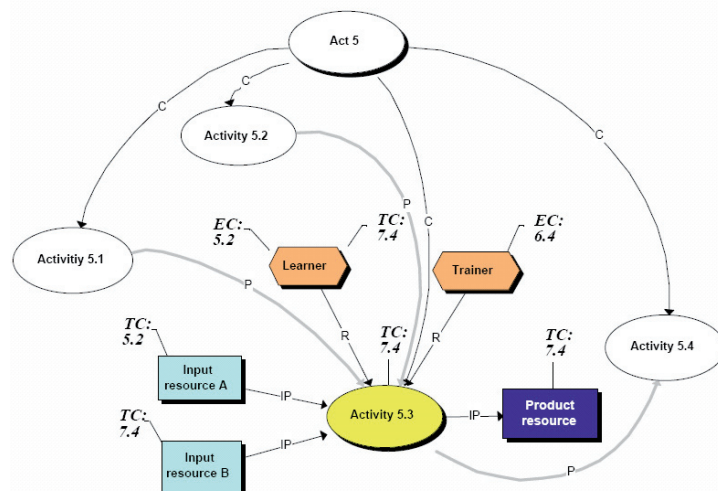 Act 5
C
C
Activity 5.2
C
P
C
EC:
5.2
TC:
7.4
EC:
6.4
Activitiy 5.1
Learner
Trainer
P
TC:
5.2
R
TC:
7.4
R
TC:
7.4
Activity 5.4
Input
resource A
IP
TC:
7.4
Activity 5.3
IP
Product
resource
Input
resource B
IP
P